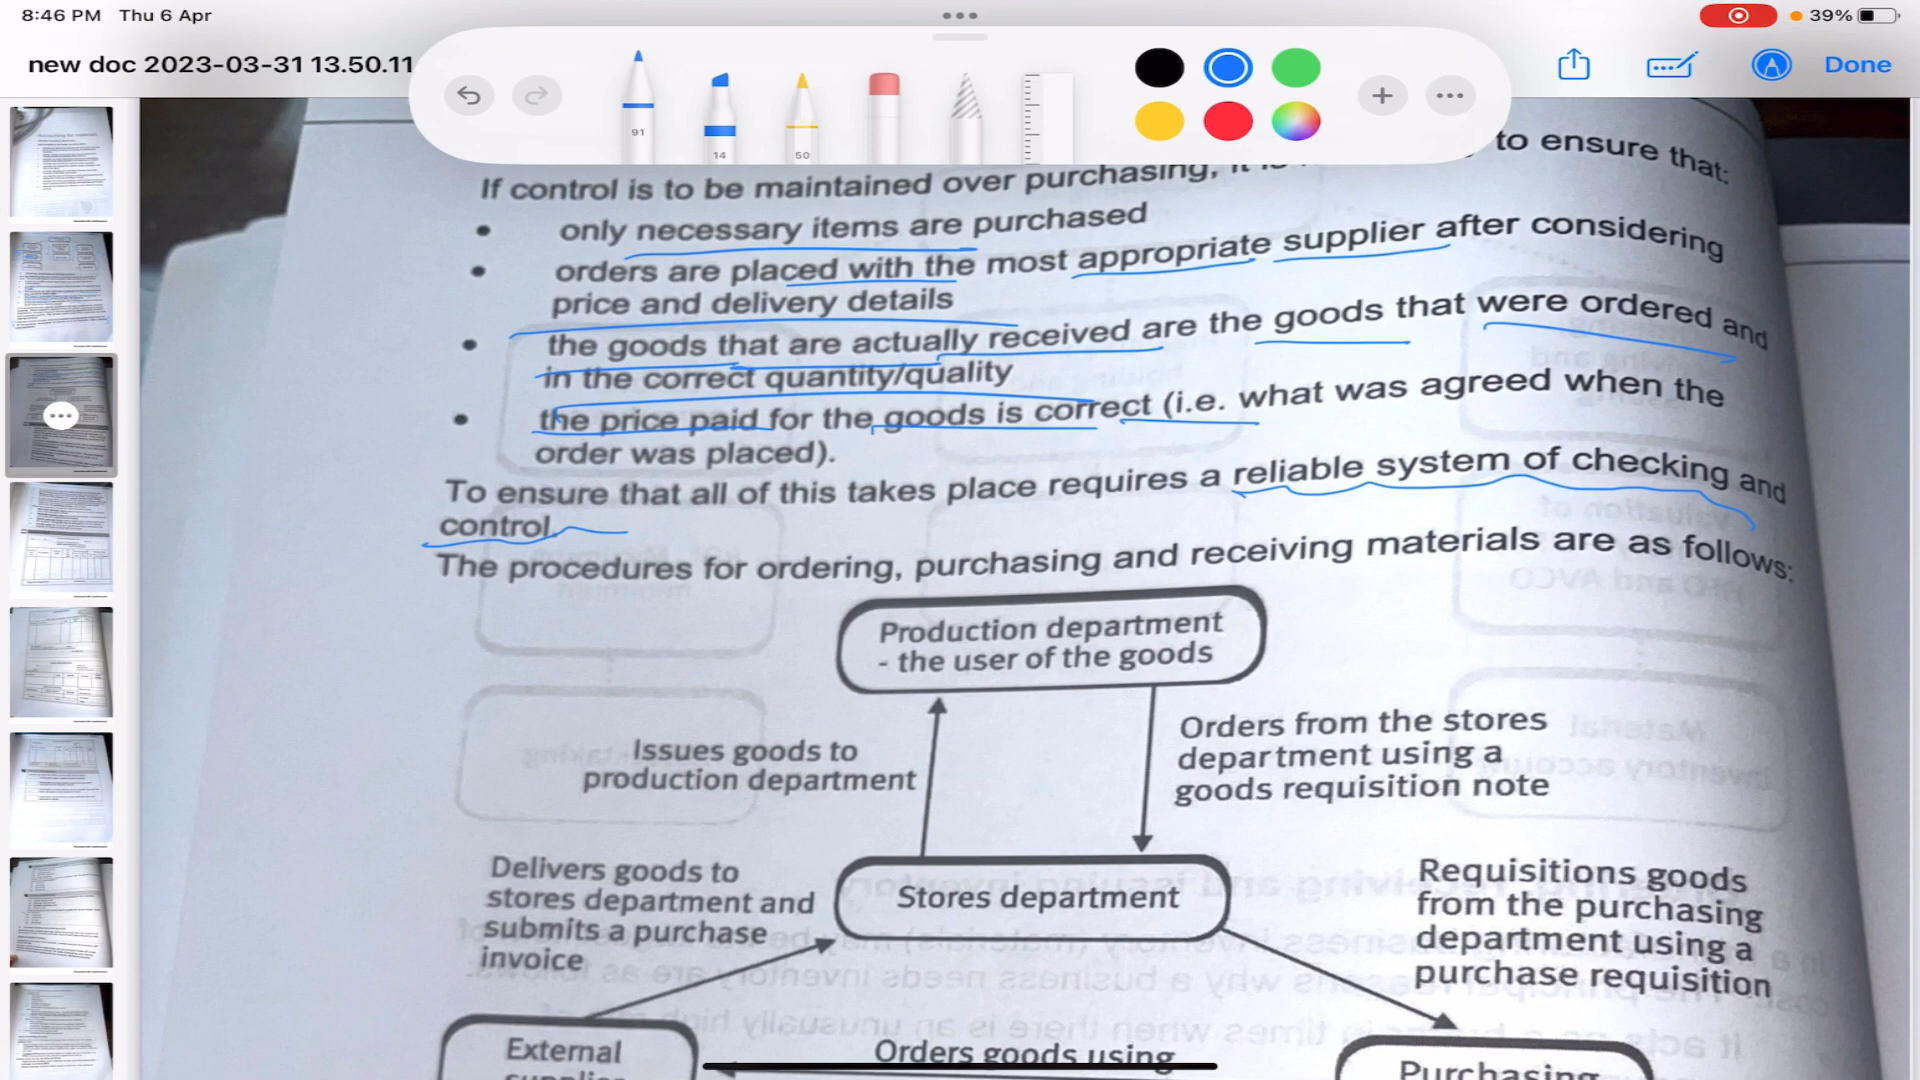 8:46 PM Thu 6 Apr
39%
new doc 2023-03-31 13.50.11
Done
91
14
50
to ensure that:
If control is to be maintained over purchasing,
• only necessary items are purchased
• orders are placed with the most appropriate supplier after considering
price and delivery details
• the goods that are actually received are the goods that were ordered and
in the correct quantity/quality
• the price paid for the goods is correct (i.e. what was agreed when the
order was placed).
To ensure that all of this takes place requires a reliable system of checking and
control.
The procedures for ordering, purchasing and receiving materials are as follows:
Production department
- the user of the goods
Issues goods to
production department
Orders from the stores
department using a
goods requisition note
Delivers goods to
stores department and
submits a purchase
invoice
Stores department
Requisitions goods
from the purchasing
department using a
purchase requisition
External
Orders goods using
Purchasing